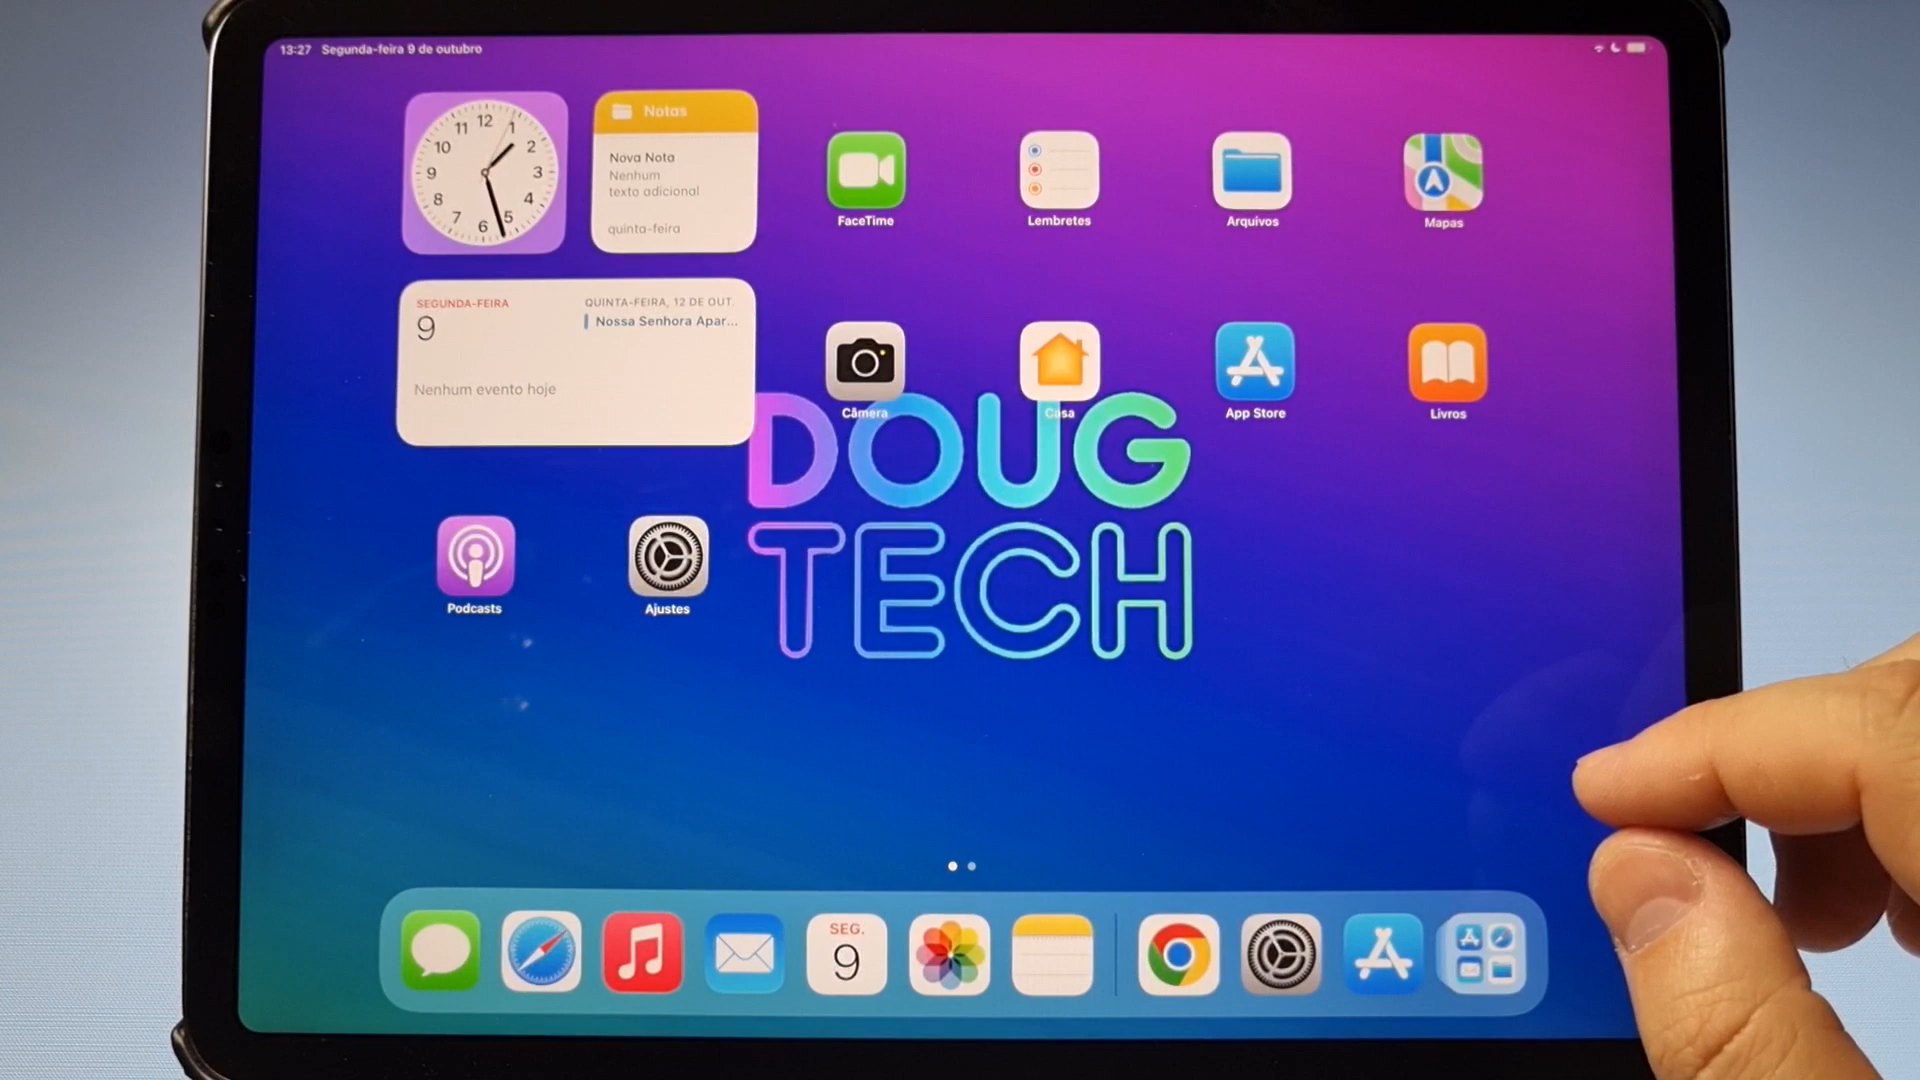 13:27 Segunda-feira 9 de outubro
12
11 1
10 2
9 3
8 4
7 5
6
Notas
Nova Nota
Nenhum
texto adicional
quinta-feira
FaceTime
Lembretes
Arquivos
Mapas
SEGUNDA-FEIRA
9
Nenhum evento hoje
QUINTA-FEIRA, 12 DE OUT.
Nossa Senhora Apar...
Câmera
Casa
App Store
Livros
DOUG
TECH
Podcasts
Ajustes
SEG.
9